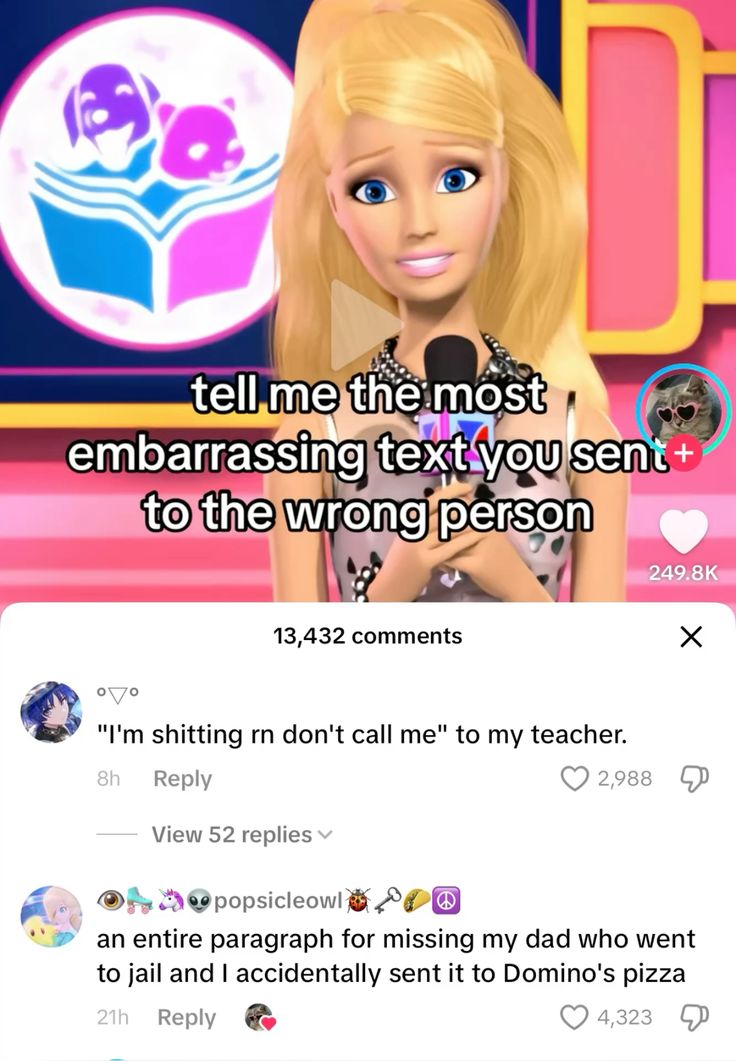 tell me the most
embarrassing text you sent
to the wrong person
249.8K
13,432 comments
°▽°
"I'm shitting rn don't call me" to my teacher.
8h Reply 2,988
View 52 replies
👁️🛼🦄👽popsicleowl🐞🗝️🌮☮️
an entire paragraph for missing my dad who went
to jail and I accidentally sent it to Domino's pizza
21h Reply 4,323